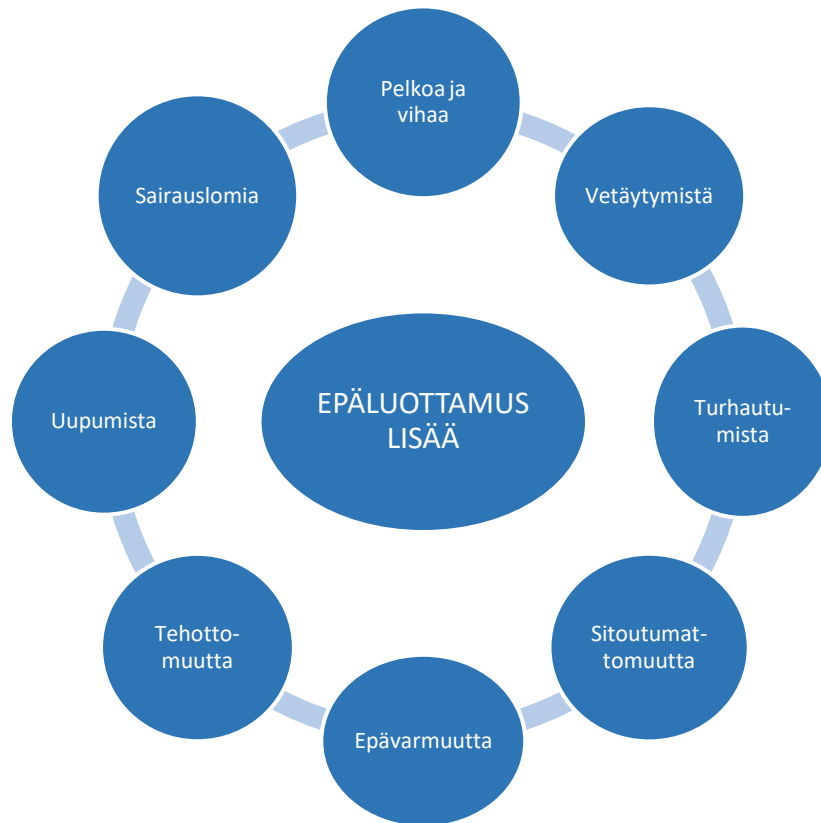 Pelkoa ja
vihaa
Vetäytymistä
Turhautu-
mista
Sitoutumat-
tomuutta
Epävarmuutta
Tehotto-
muutta
Uupumista
Sairauslomia
EPÄLUOTTAMUS
LISÄÄ